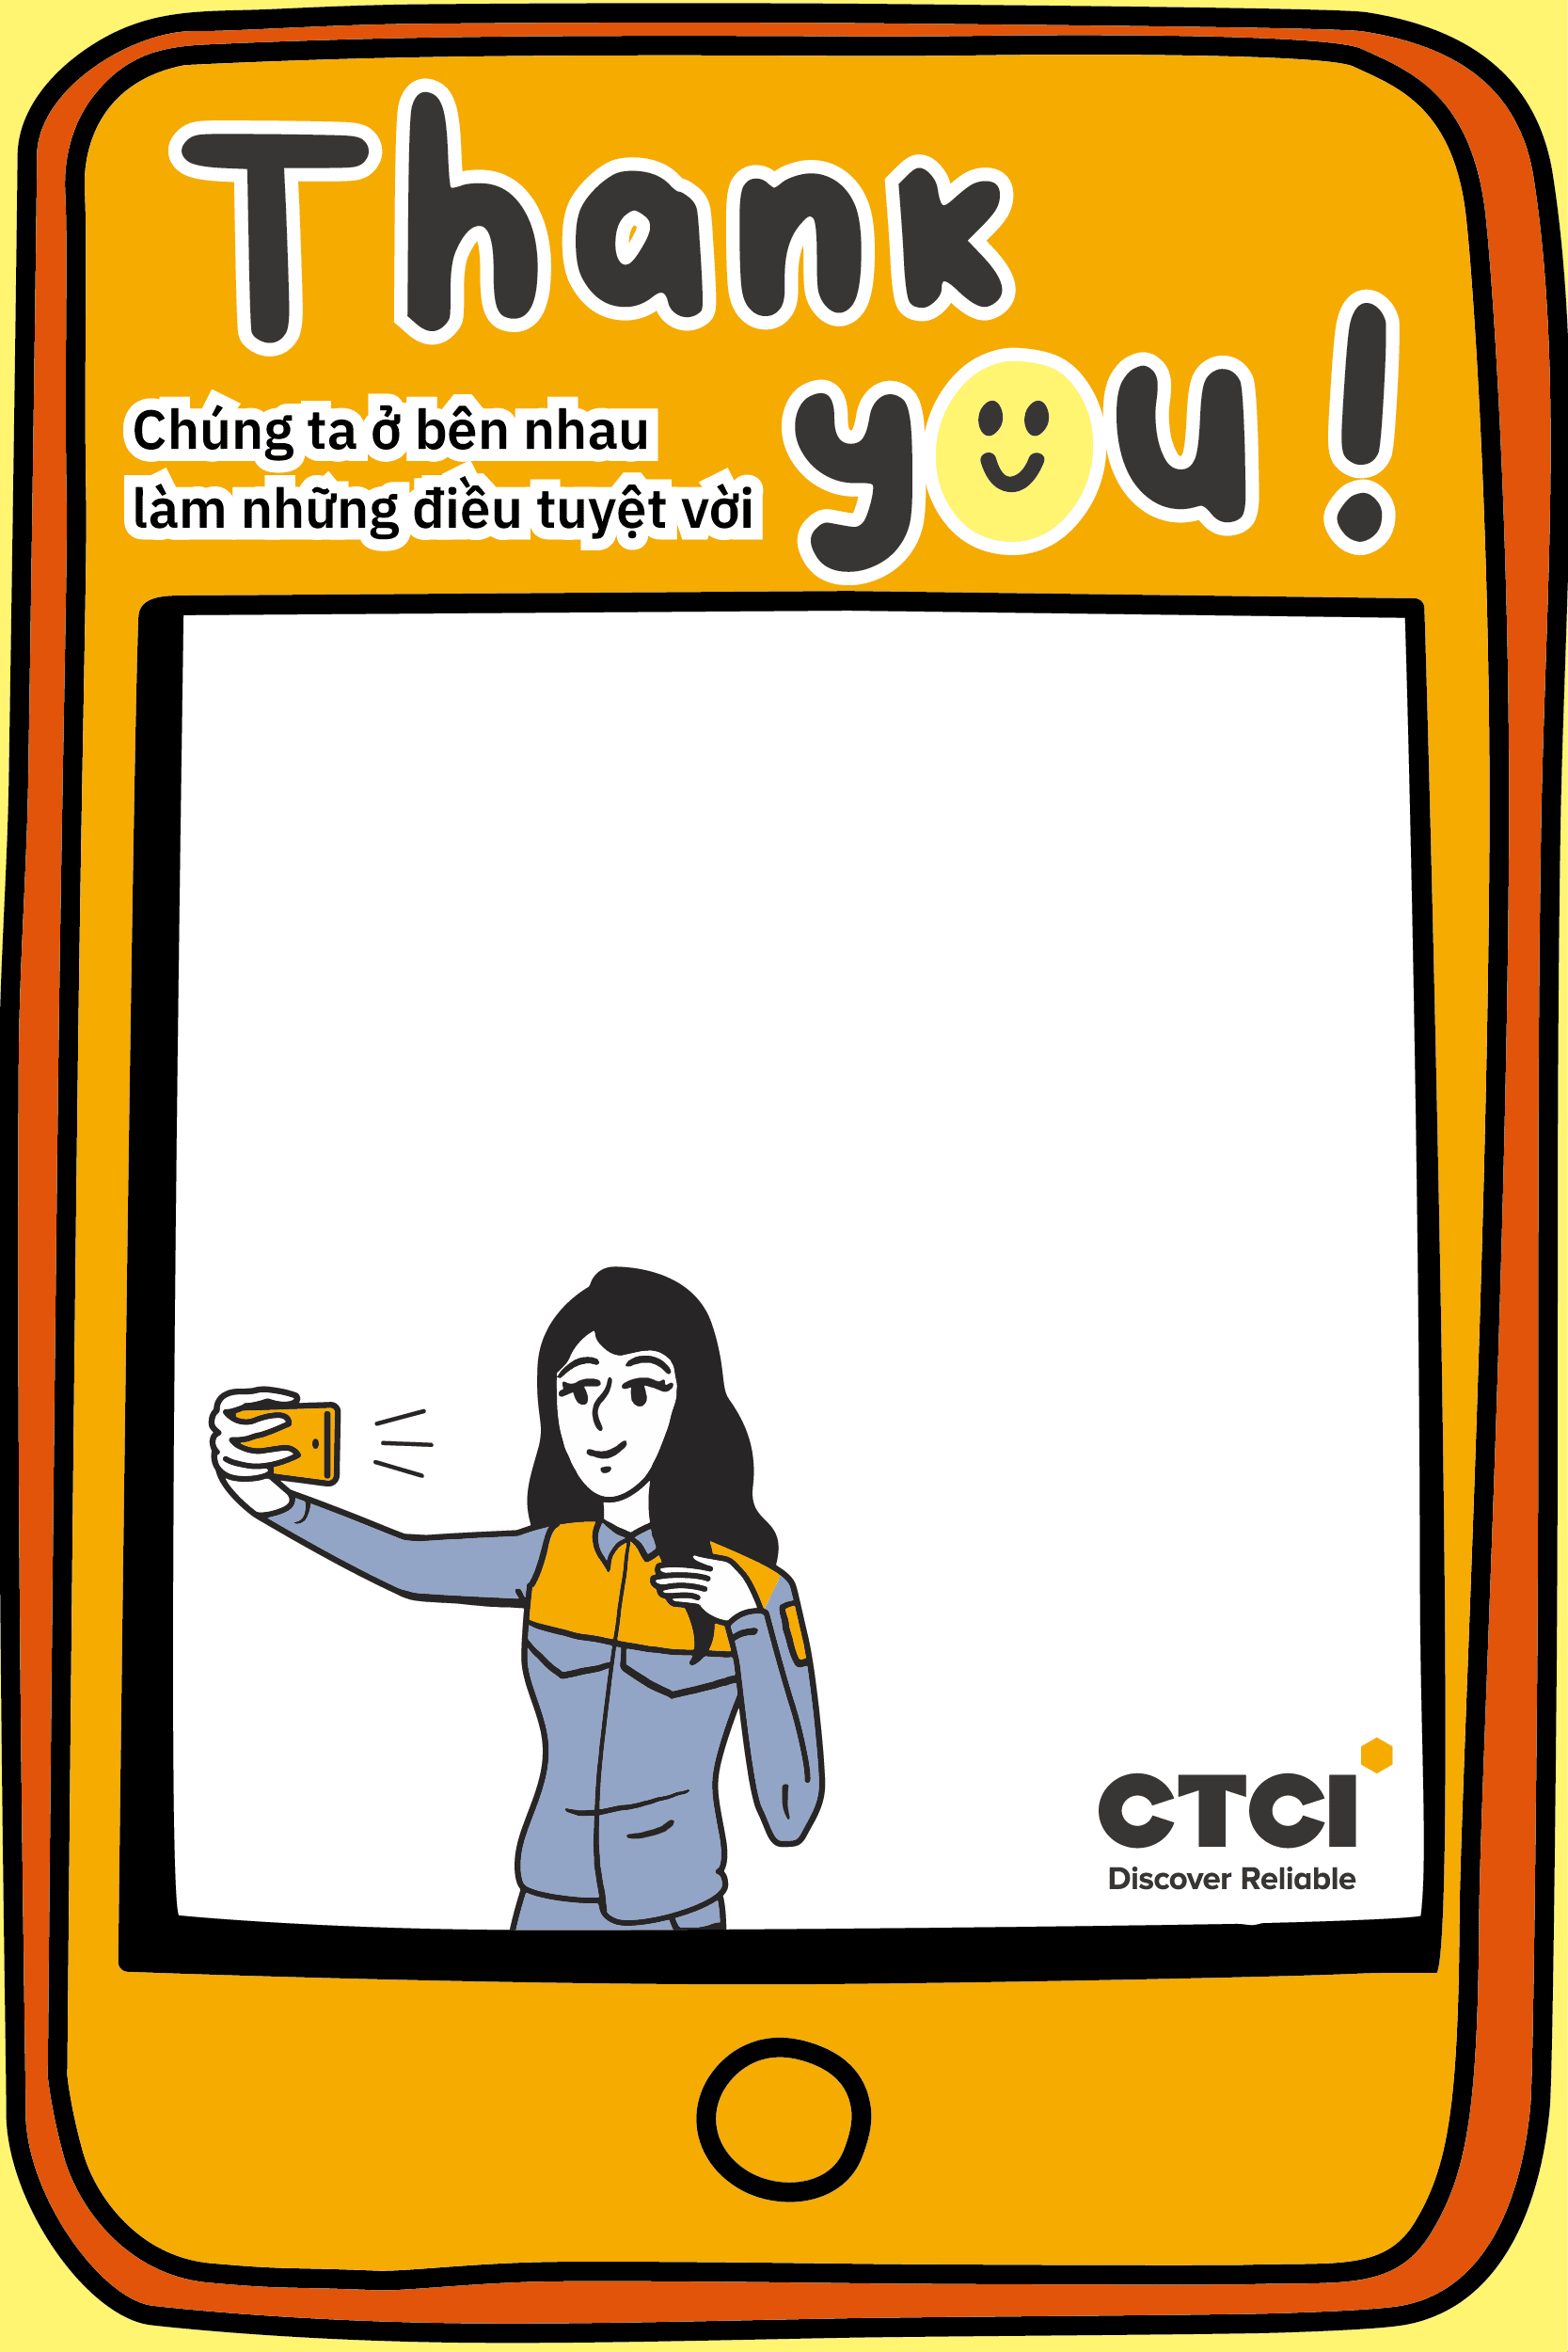 Thank
you!
Chúng ta ở bên nhau
làm những điều tuyệt vời
CTCI
Discover Reliable